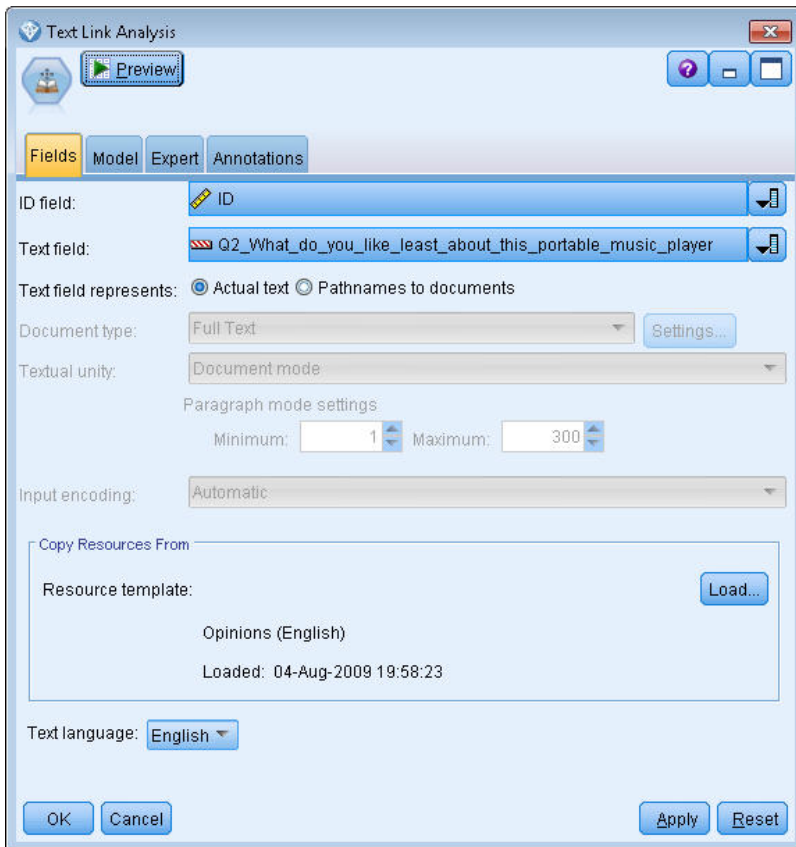 Text Link Analysis
Preview
Fields Model Expert Annotations
ID field: ID
Text field: Q2_What_do_you_like_least_about_this_portable_music_player
Text field represents: Actual text Pathnames to documents
Document type: Full Text Settings...
Textual unity: Document mode
Paragraph mode settings
Minimum: 1 Maximum: 300
Input encoding: Automatic
Copy Resources From
Resource template: Load...
Opinions (English)
Loaded: 04-Aug-2009 19:58:23
Text language: English
OK Cancel Apply Reset